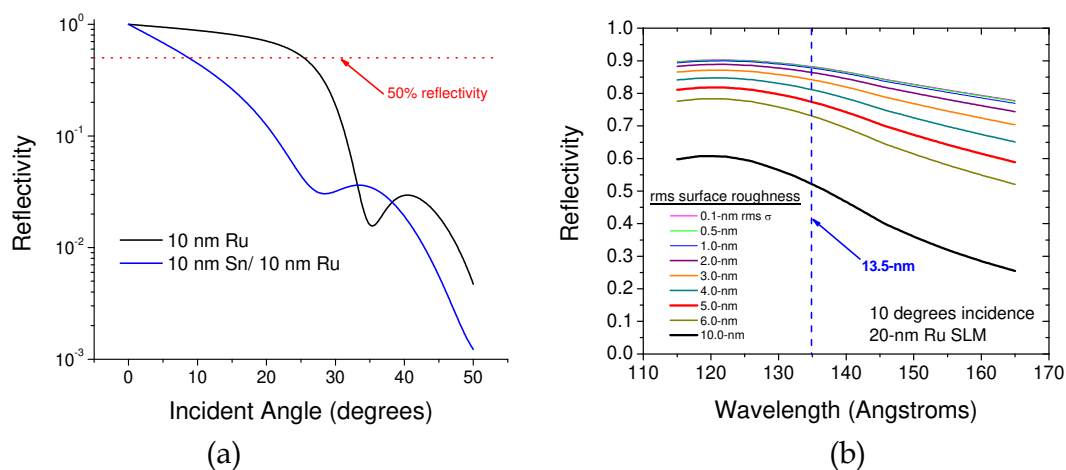 (a)
10⁰
10⁻¹
10⁻²
10⁻³
Reflectivity
0
10
20
30
40
50
Incident Angle (degrees)
50% reflectivity
10 nm Ru
10 nm Sn/ 10 nm Ru
(a)
1.0
0.9
0.8
0.7
0.6
0.5
0.4
0.3
0.2
0.1
0.0
Reflectivity
110
120
130
140
150
160
170
Wavelength (Angstroms)
rms surface roughness
0.1-nm rms σ
0.5-nm
1.0-nm
2.0-nm
3.0-nm
4.0-nm
5.0-nm
6.0-nm
10.0-nm
13.5-nm
10 degrees incidence
20-nm Ru SLM
(b)